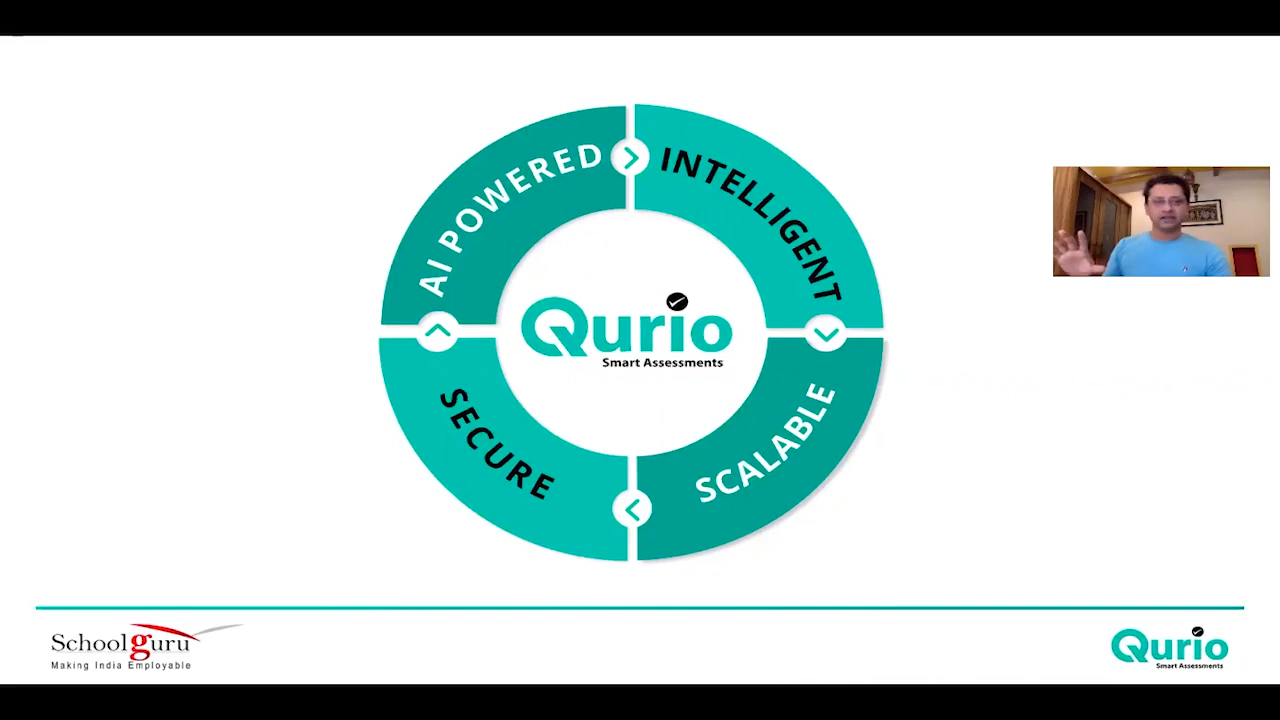 AI POWERED
INTELLIGENT
SCALABLE
SECURE
Qurio
Smart Assessments
Schoolguru
Making India Employable
Qurio
Smart Assessments